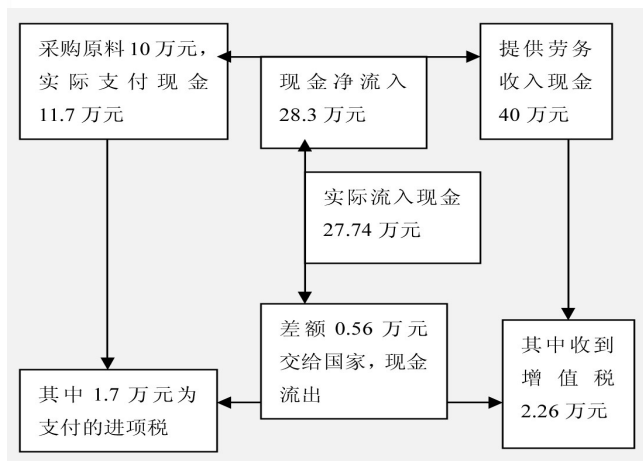 采购原料10万元，
实际支付现金
11.7 万元
现金净流入
28.3 万元
提供劳务
收入现金
40 万元
实际流入现金
27.74 万元
差额 0.56 万元
交给国家，现金
流出
其中 1.7 万元为
支付的进项税
其中收到
增值税
2.26 万元